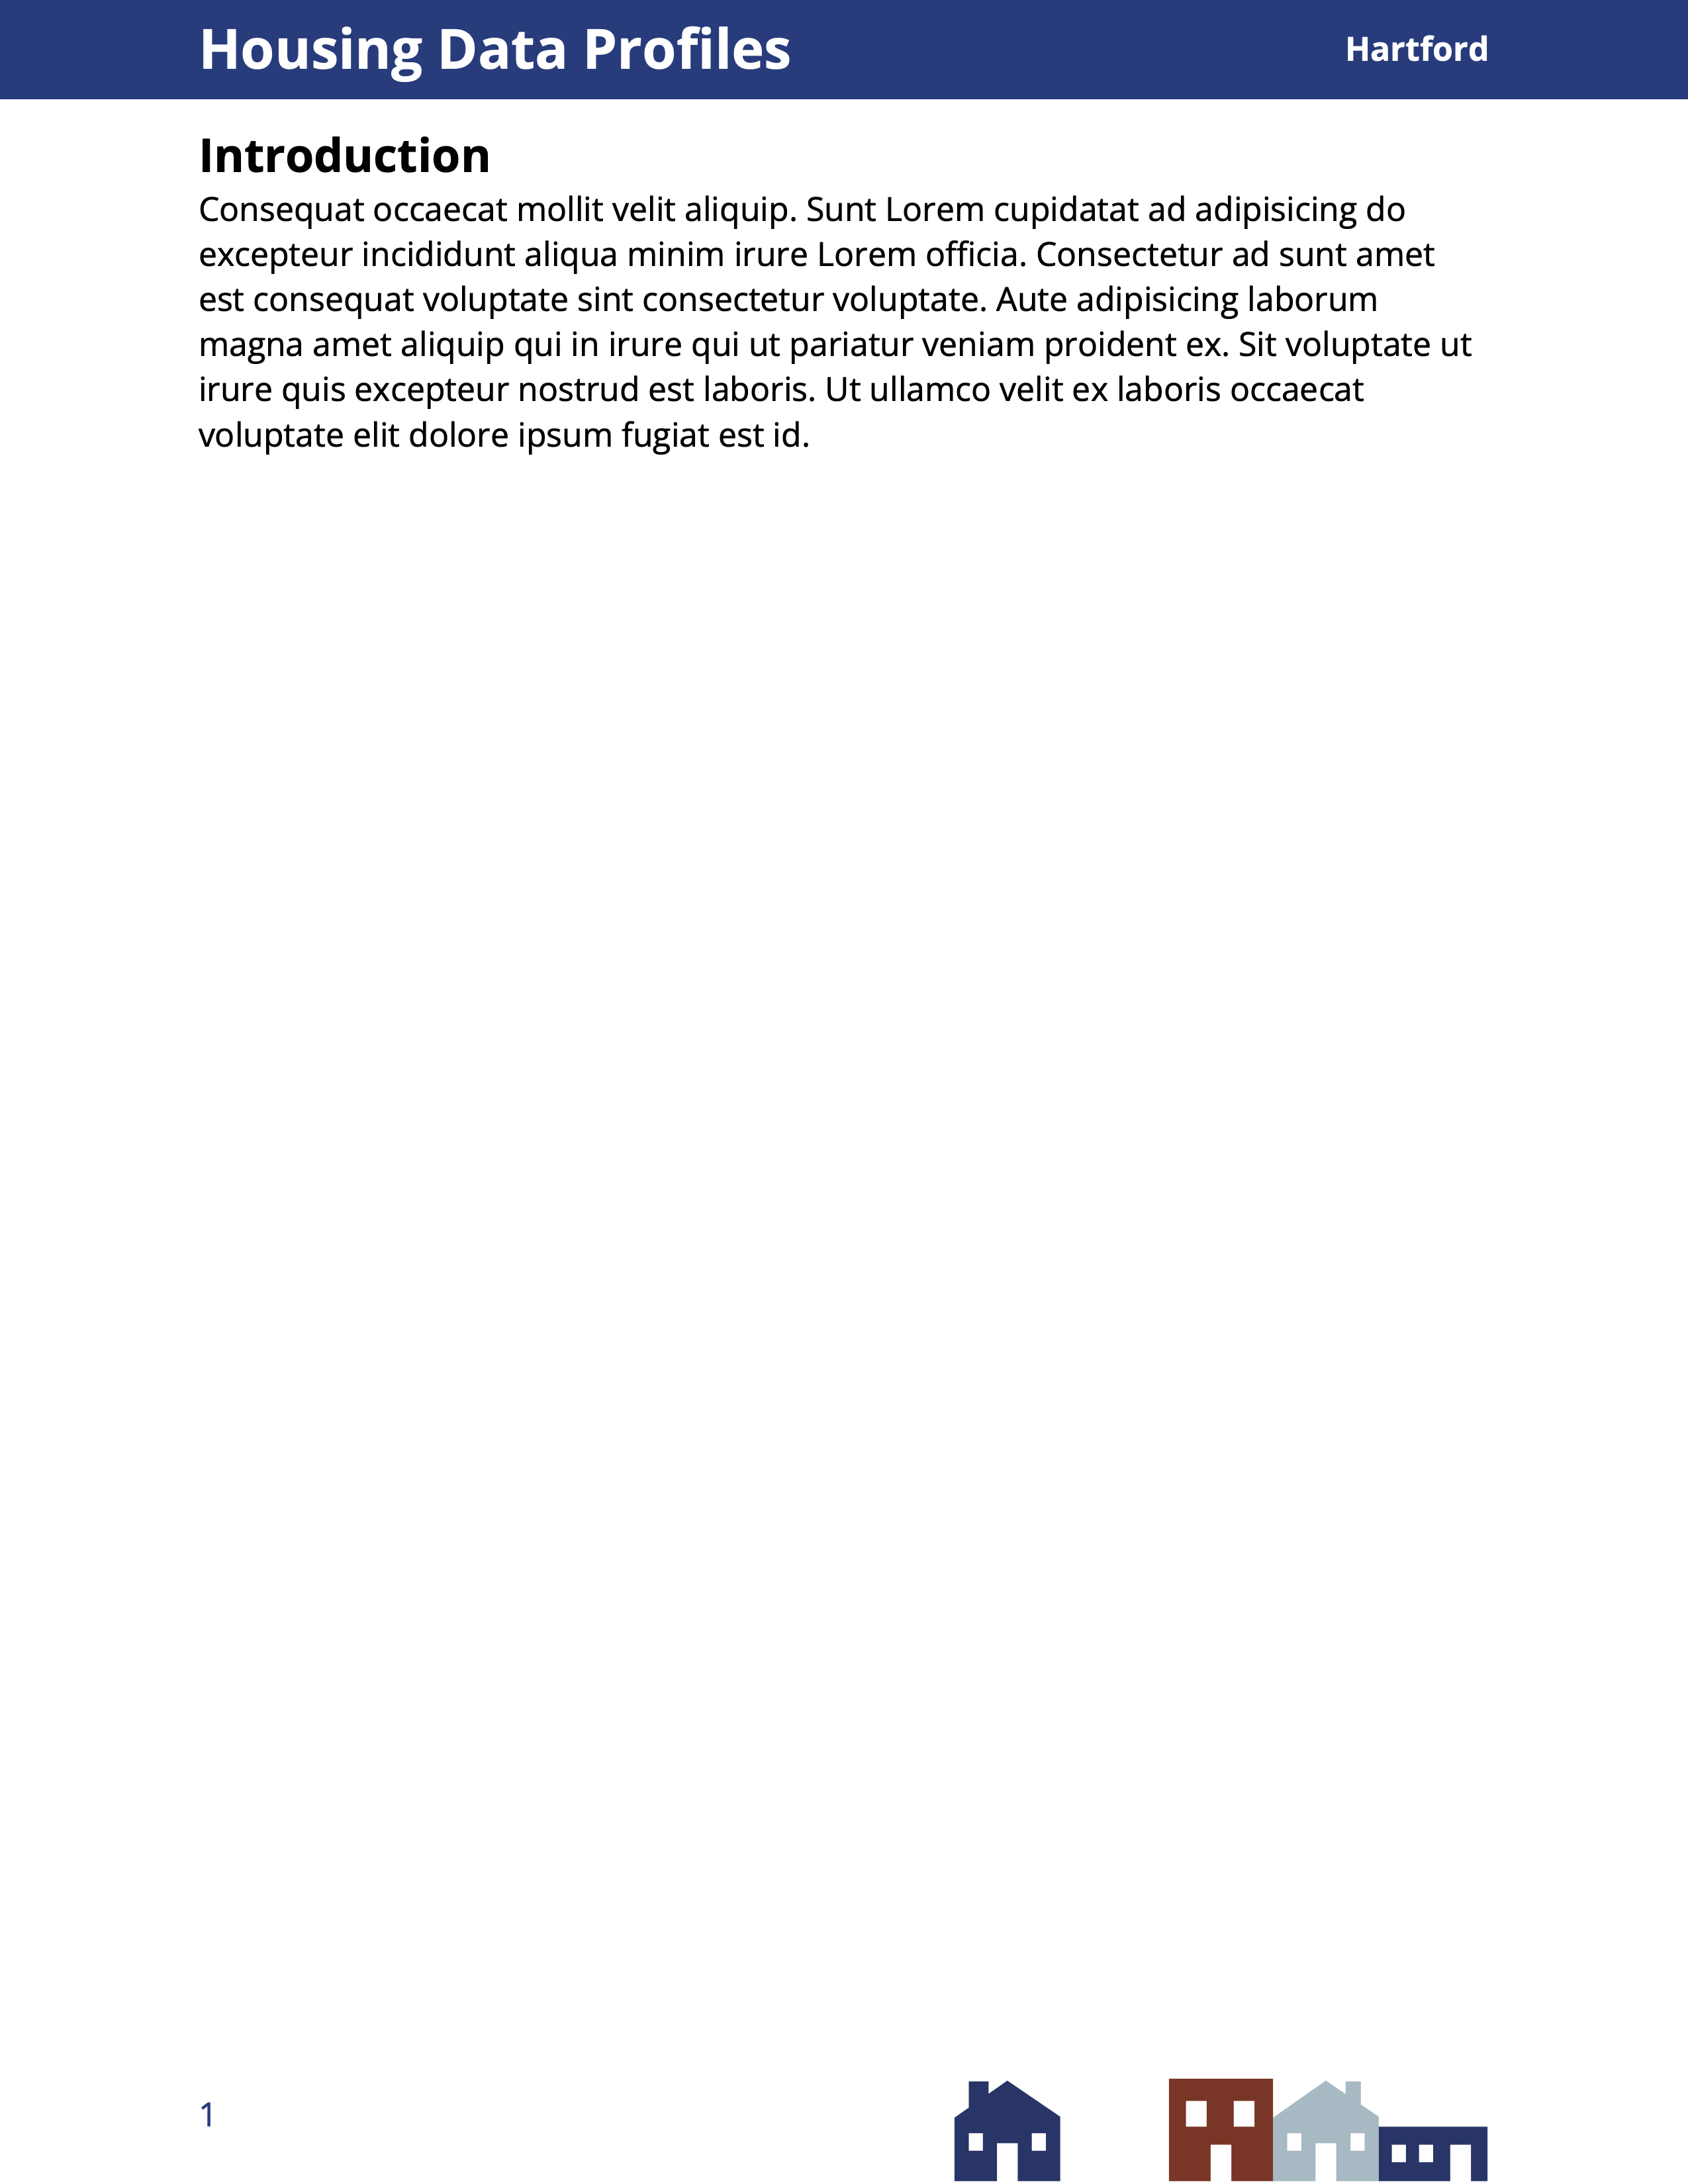 Housing Data Profiles
Hartford
Introduction
Consequat occaecat mollit velit aliquip. Sunt Lorem cupidatat ad adipisicing do
excepteur incididunt aliqua minim irure Lorem officia. Consectetur ad sunt amet
est consequat voluptate sint consectetur voluptate. Aute adipisicing laborum
magna amet aliquip qui in irure qui ut pariatur veniam proident ex. Sit voluptate ut
irure quis excepteur nostrud est laboris. Ut ullamco velit ex laboris occaecat
voluptate elit dolore ipsum fugiat est id.
1